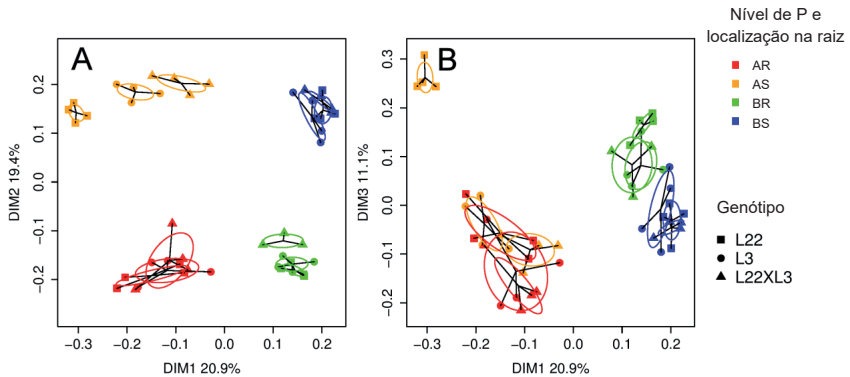 A
DIM2 19.4%
0.2
0.1
0.0
−0.1
−0.2
−0.3
−0.2
−0.1
0.0
0.1
0.2
DIM1 20.9%
B
DIM3 11.1%
0.3
0.2
0.1
0.0
−0.1
−0.2
−0.3
−0.2
−0.1
0.0
0.1
0.2
DIM1 20.9%
Nível de P e
localização na raiz
AR
AS
BR
BS
Genótipo
L22
L3
L22XL3